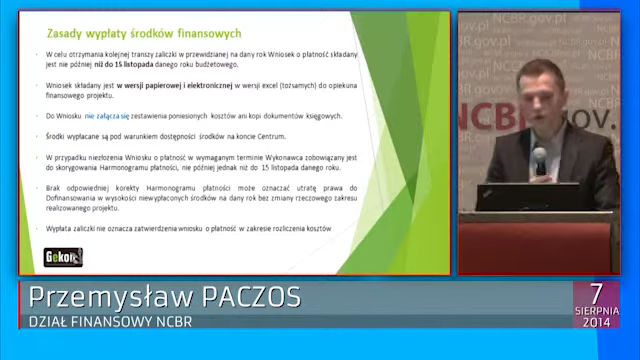 Zasady wypłaty środków finansowych
W celu otrzymania kolejnej transzy zaliczki w przewidzianej na dany rok Wniosek o płatność składany
jest nie później niż do 15 listopada danego roku budżetowego.
Wniosek składany jest w wersji papierowej i elektronicznej w wersji excel (tożsamych) do opiekuna
finansowego projektu.
Do Wniosku nie załącza się zestawienia poniesionych kosztów ani kopi dokumentów księgowych.
Środki wypłacane są pod warunkiem dostępności środków na koncie Centrum.
W przypadku niezłożenia Wniosku o płatność w wymaganym terminie Wykonawca zobowiązany jest
do skorygowania Harmonogramu płatności, nie później jednak niż do 15 listopada danego roku.
Brak odpowiedniej korekty Harmonogramu płatności może oznaczać utratę prawa do
Dofinansowania w wysokości niewypłaconych środków na dany rok bez zmiany rzeczowego zakresu
realizowanego projektu.
Wypłata zaliczki nie oznacza zatwierdzenia wniosku o płatność w zakresie rozliczenia kosztów
Gekon
NCBR.gov.pl
NCBR.gov.
Przemysław PACZOS
DZIAŁ FINANSOWY NCBR
7
SIERPNIA
2014